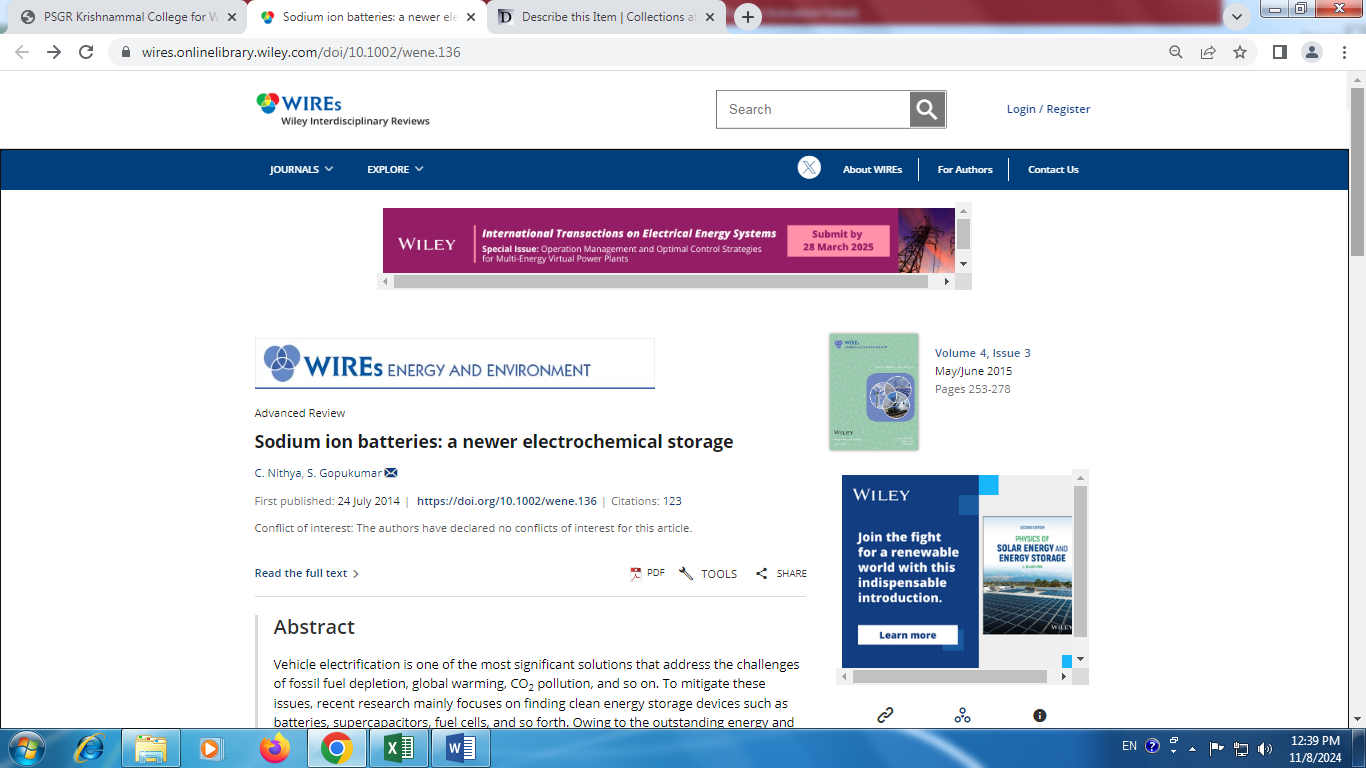 PSGR Krishnammal College for W
Sodium ion batteries: a newer ele
Describe this Item | Collections at
wires.onlinelibrary.wiley.com/doi/10.1002/wene.136
WIREs
Wiley Interdisciplinary Reviews
Search
Login / Register
JOURNALS
EXPLORE
About WIREs
For Authors
Contact Us
WILEY
International Transactions on Electrical Energy Systems
Special Issue: Operation Management and Optimal Control Strategies
for Multi-Energy Virtual Power Plants
Submit by
28 March 2025
WIREs ENERGY AND ENVIRONMENT
WIREs
WILEY
Volume 4, Issue 3
May/June 2015
Pages 253-278
Advanced Review
Sodium ion batteries: a newer electrochemical storage
C. Nithya, S. Gopukumar
First published: 24 July 2014 | https://doi.org/10.1002/wene.136 | Citations: 123
Conflict of interest: The authors have declared no conflicts of interest for this article.
Read the full text
PDF
TOOLS
SHARE
WILEY
Join the fight
for a renewable
world with this
indispensable
introduction.
Learn more
SECOND EDITION
PHYSICS OF
SOLAR ENERGY AND
ENERGY STORAGE
Abstract
Vehicle electrification is one of the most significant solutions that address the challenges
of fossil fuel depletion, global warming, CO2 pollution, and so on. To mitigate these
issues, recent research mainly focuses on finding clean energy storage devices such as
batteries, supercapacitors, fuel cells, and so forth. Owing to the outstanding energy and
EN
12:39 PM
11/8/2024